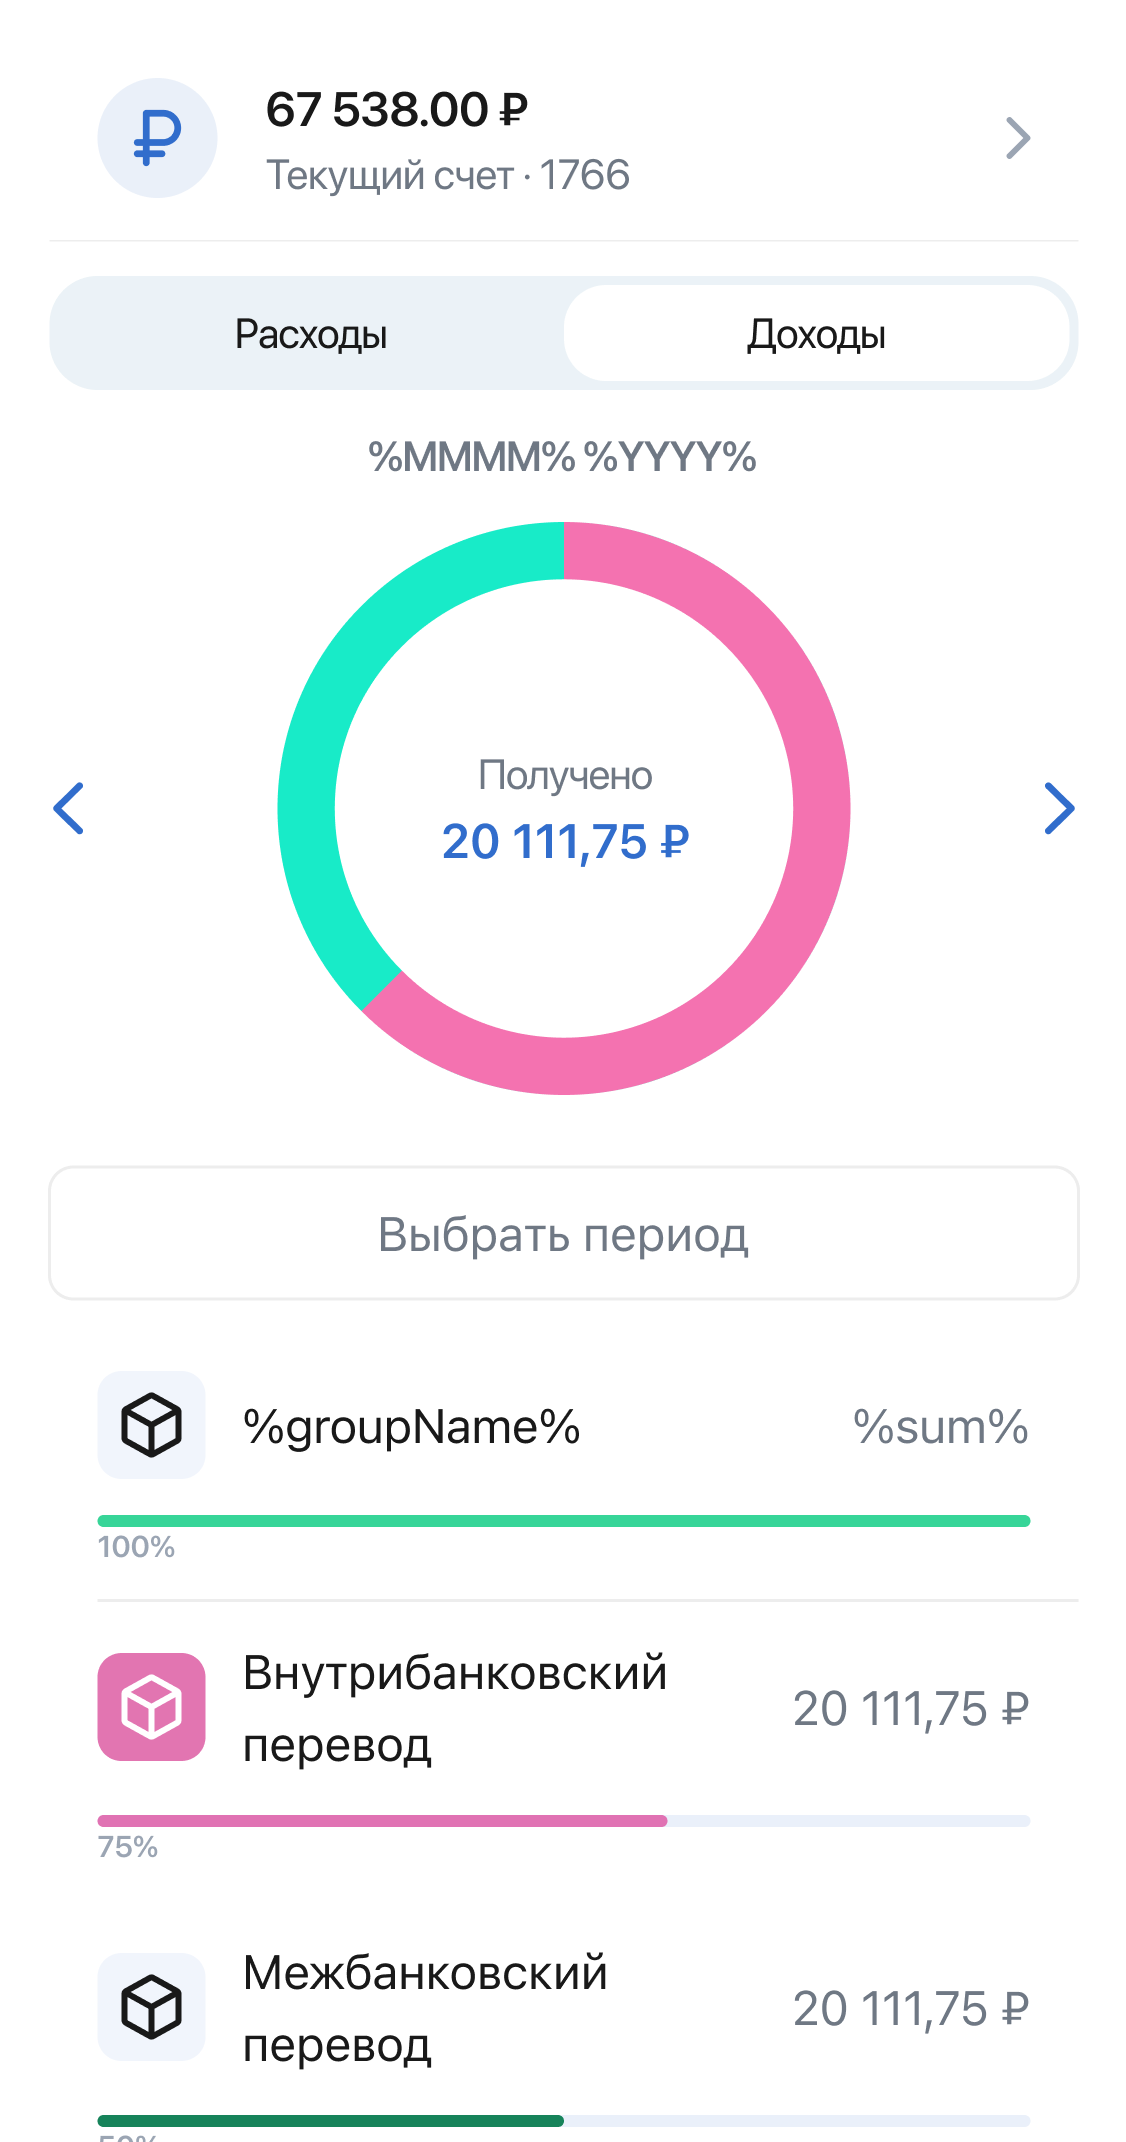 67 538.00 ₽
Текущий счет · 1766
Расходы
Доходы
%MMMM% %YYYY%
Получено
20 111,75 ₽
Выбрать период
%groupName%
%sum%
100%
Внутрибанковский
перевод
20 111,75 ₽
75%
Межбанковский
перевод
20 111,75 ₽